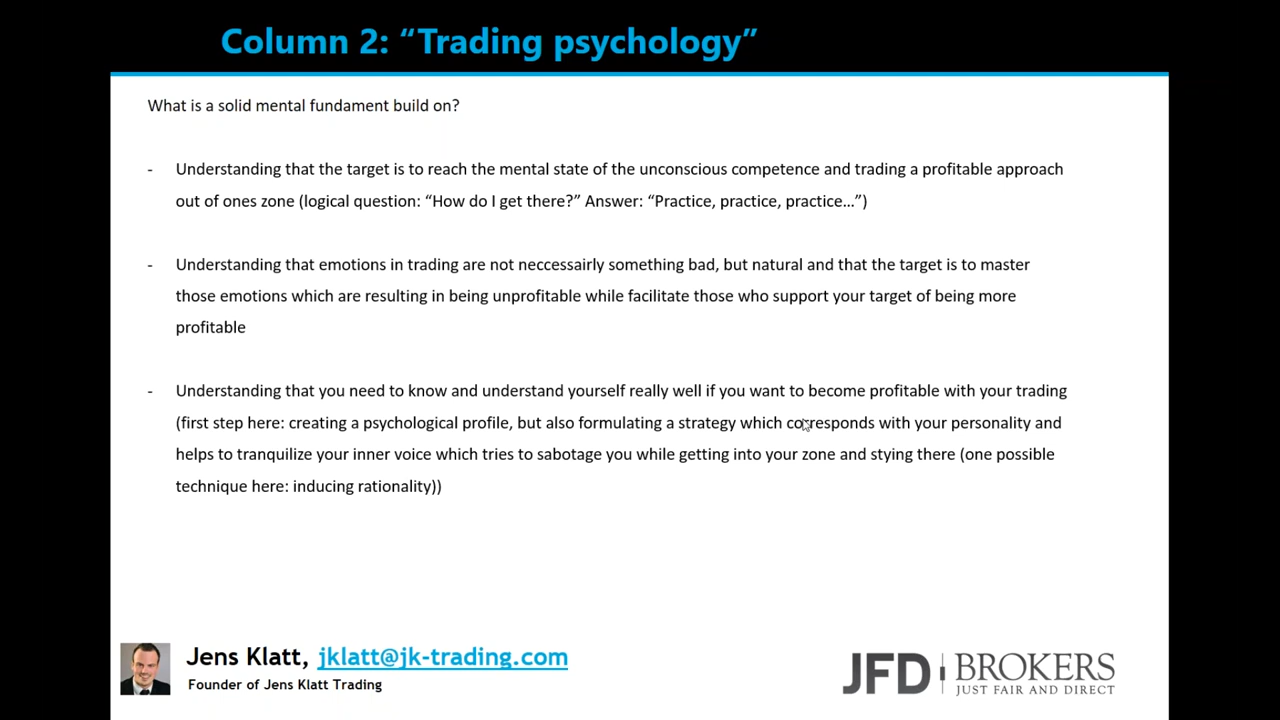 Column 2: “Trading psychology”
What is a solid mental fundament build on?
- Understanding that the target is to reach the mental state of the unconscious competence and trading a profitable approach
out of ones zone (logical question: “How do I get there?” Answer: “Practice, practice, practice…”)
- Understanding that emotions in trading are not neccessairly something bad, but natural and that the target is to master
those emotions which are resulting in being unprofitable while facilitate those who support your target of being more
profitable
- Understanding that you need to know and understand yourself really well if you want to become profitable with your trading
(first step here: creating a psychological profile, but also formulating a strategy which corresponds with your personality and
helps to tranquilize your inner voice which tries to sabotage you while getting into your zone and stying there (one possible
technique here: inducing rationality))
Jens Klatt, jklatt@jk-trading.com
Founder of Jens Klatt Trading
JFD BROKERS
JUST FAIR AND DIRECT